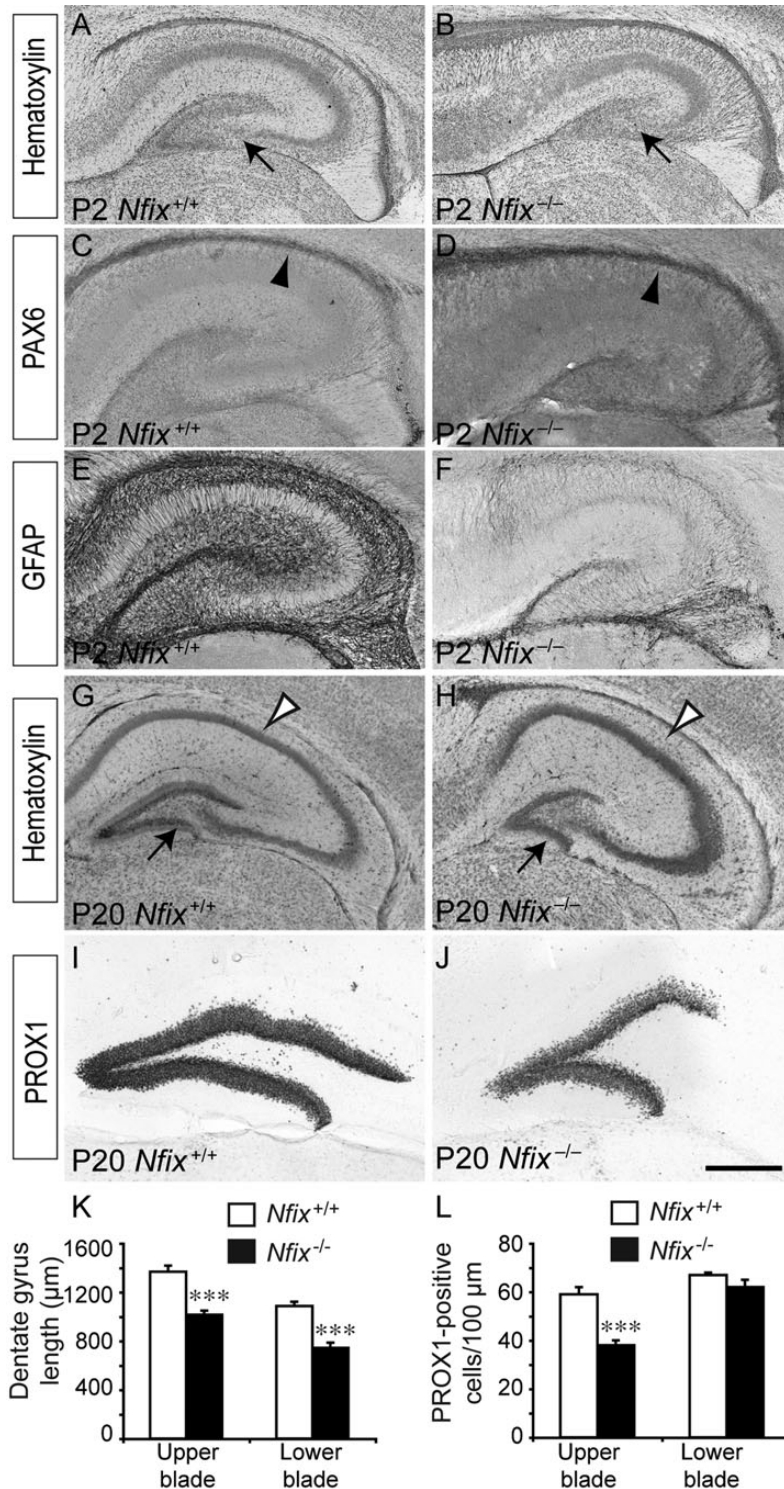 Hematoxylin
A
P2 Nfix+/+
B
P2 Nfix−/−
PAX6
C
P2 Nfix+/+
D
P2 Nfix−/−
GFAP
E
P2 Nfix+/+
F
P2 Nfix−/−
Hematoxylin
G
P20 Nfix+/+
H
P20 Nfix−/−
PROX1
I
P20 Nfix+/+
J
P20 Nfix−/−
K
Nfix+/+
Nfix-/-
Dentate gyrus
length (µm)
1600
1200
800
400
0
***
***
Upper
blade
Lower
blade
L
Nfix+/+
Nfix-/-
PROX1-positive
cells/100 µm
80
60
40
20
0
***
Upper
blade
Lower
blade